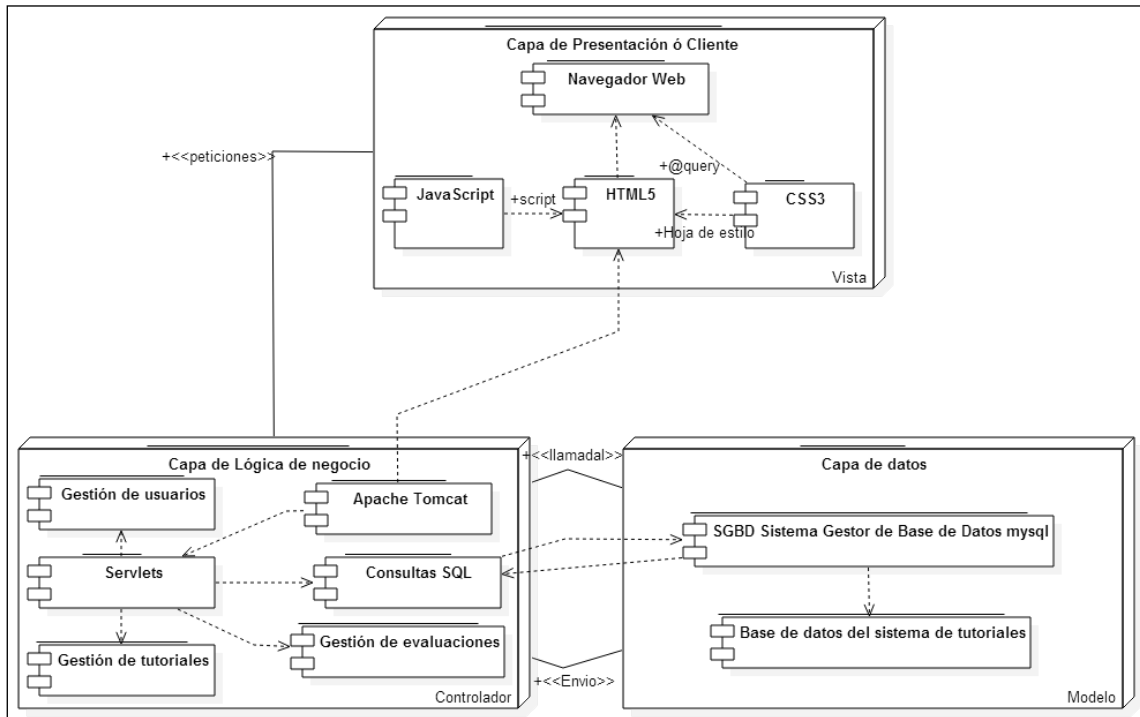 Capa de Presentación ó Cliente
Navegador Web
+<<peticiones>>
+@query
JavaScript
+script
HTML5
CSS3
+Hoja de estilo
Vista
Capa de Lógica de negocio
+<<llamadal>>
Capa de datos
Gestión de usuarios
Apache Tomcat
SGBD Sistema Gestor de Base de Datos mysql
Servlets
Consultas SQL
Base de datos del sistema de tutoriales
Gestión de evaluaciones
Gestión de tutoriales
+<<Envio>>
Controlador
Modelo